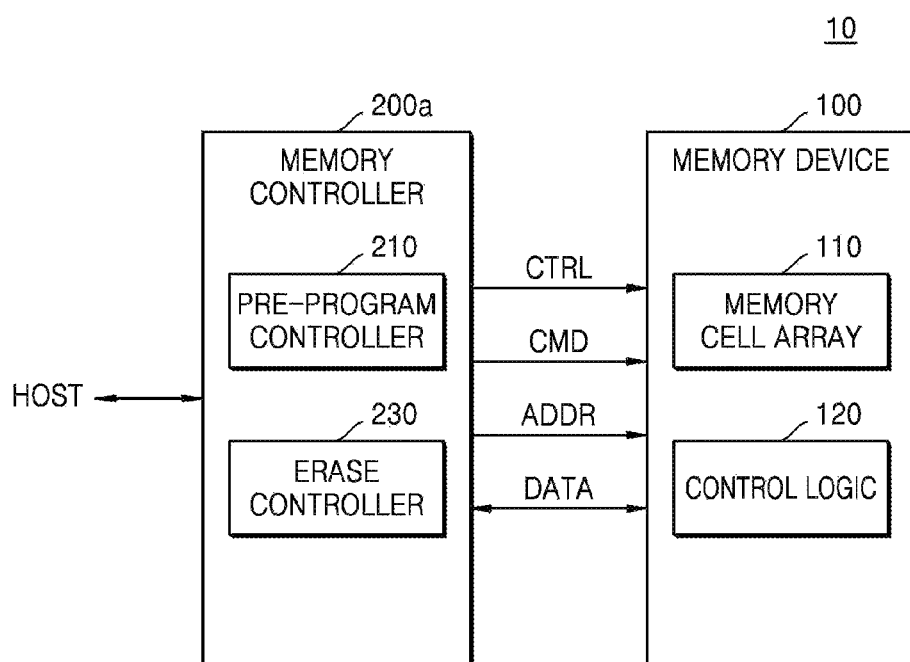 10
200a
100
MEMORY
CONTROLLER
MEMORY DEVICE
210
110
PRE-PROGRAM
CONTROLLER
CTRL
MEMORY
CELL ARRAY
CMD
HOST
ADDR
230
120
ERASE
CONTROLLER
DATA
CONTROL LOGIC